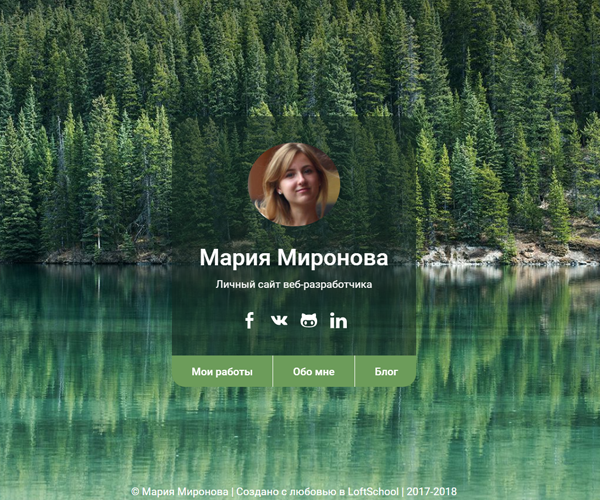 Мария Миронова
Личный сайт веб-разработчика
Мои работы
Обо мне
Блог
© Мария Миронова | Создано с любовью в LoftSchool | 2017-2018